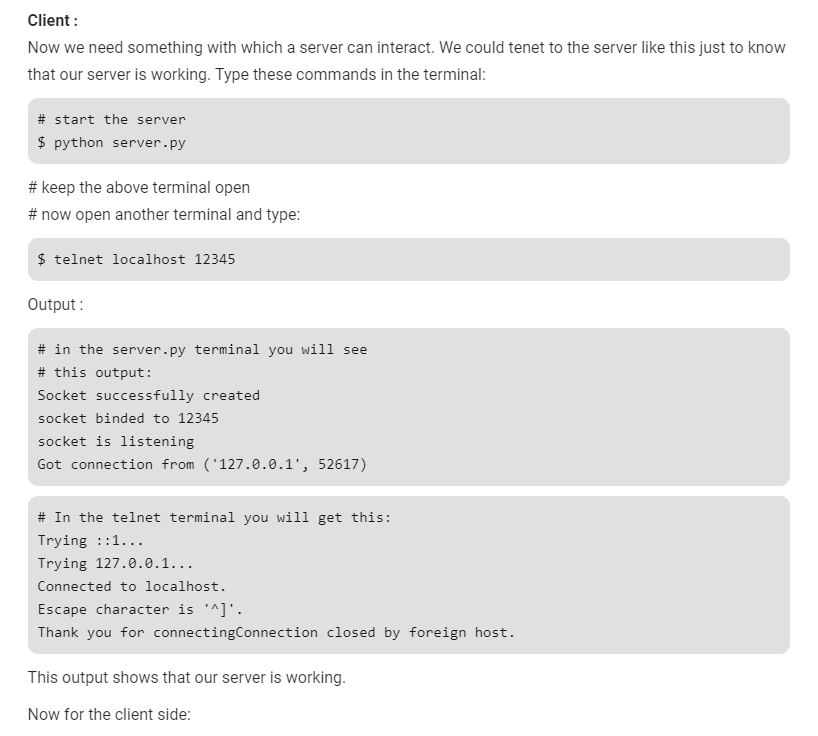 Client :
Now we need something with which a server can interact. We could tenet to the server like this just to know
that our server is working. Type these commands in the terminal:
# start the server
$ python server.py
# keep the above terminal open
# now open another terminal and type:
$ telnet localhost 12345
Output :
# in the server.py terminal you will see
# this output:
Socket successfully created
socket binded to 12345
socket is listening
Got connection from ('127.0.0.1', 52617)
# In the telnet terminal you will get this:
Trying ::1...
Trying 127.0.0.1...
Connected to localhost.
Escape character is '^]'.
Thank you for connectingConnection closed by foreign host.
This output shows that our server is working.
Now for the client side: